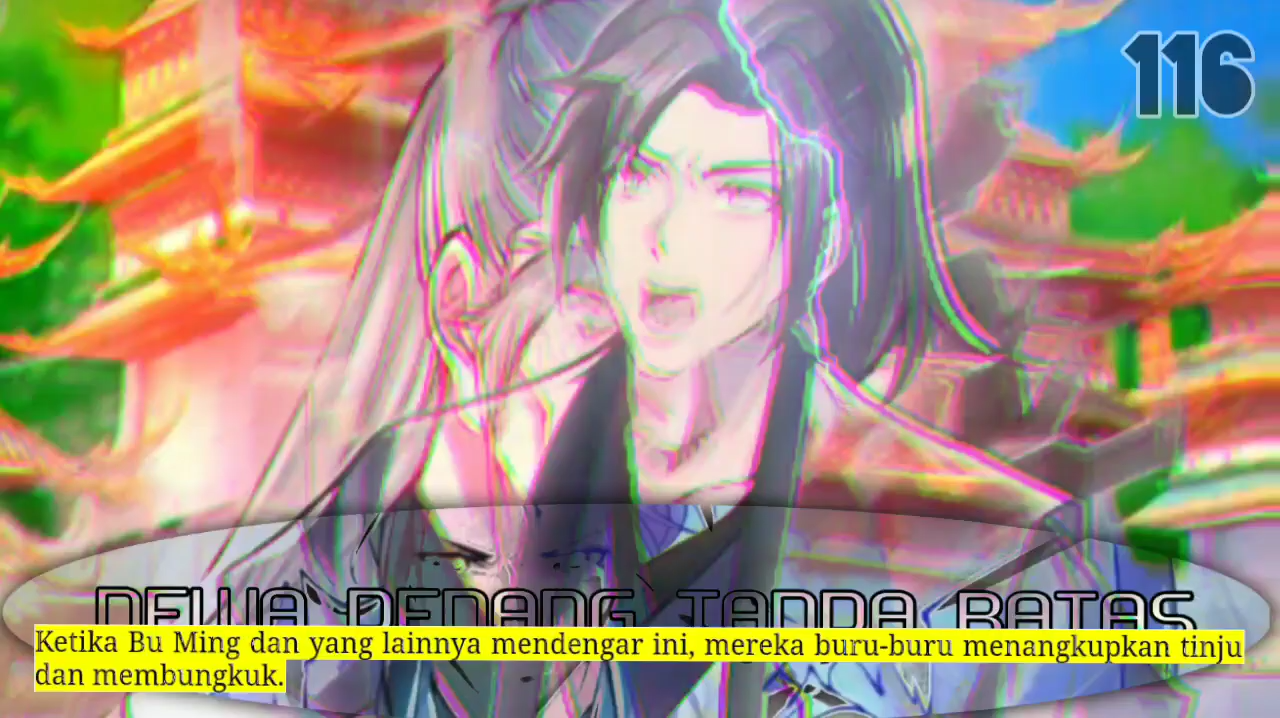 116
DEWA PEDANG TANPA BATAS
Ketika Bu Ming dan yang lainnya mendengar ini, mereka buru-buru menangkupkan tinju
dan membungkuk.